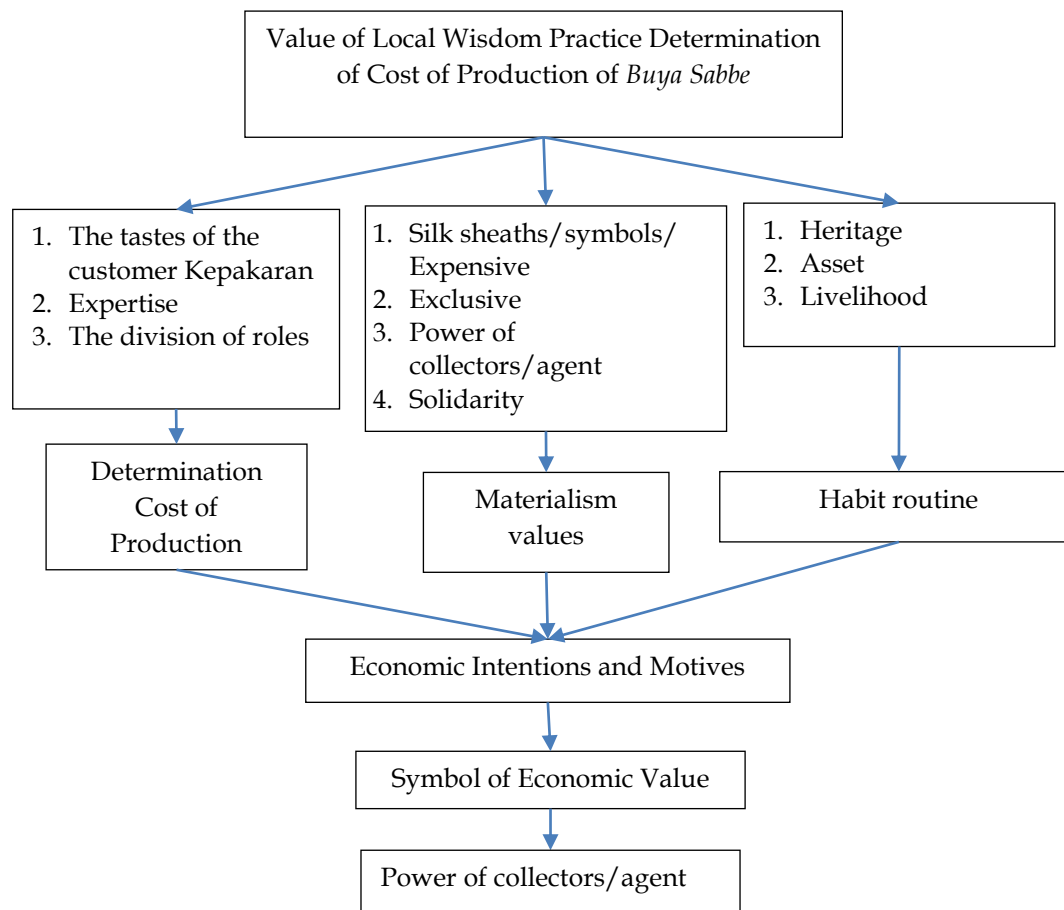 Value of Local Wisdom Practice Determination
of Cost of Production of Buya Sabbe
1. The tastes of the
customer Kepakaran
2. Expertise
3. The division of roles
1. Silk sheaths/symbols/
Expensive
2. Exclusive
3. Power of
collectors/agent
4. Solidarity
1. Heritage
2. Asset
3. Livelihood
Determination
Cost of
Production
Materialism
values
Habit routine
Economic Intentions and Motives
Symbol of Economic Value
Power of collectors/agent